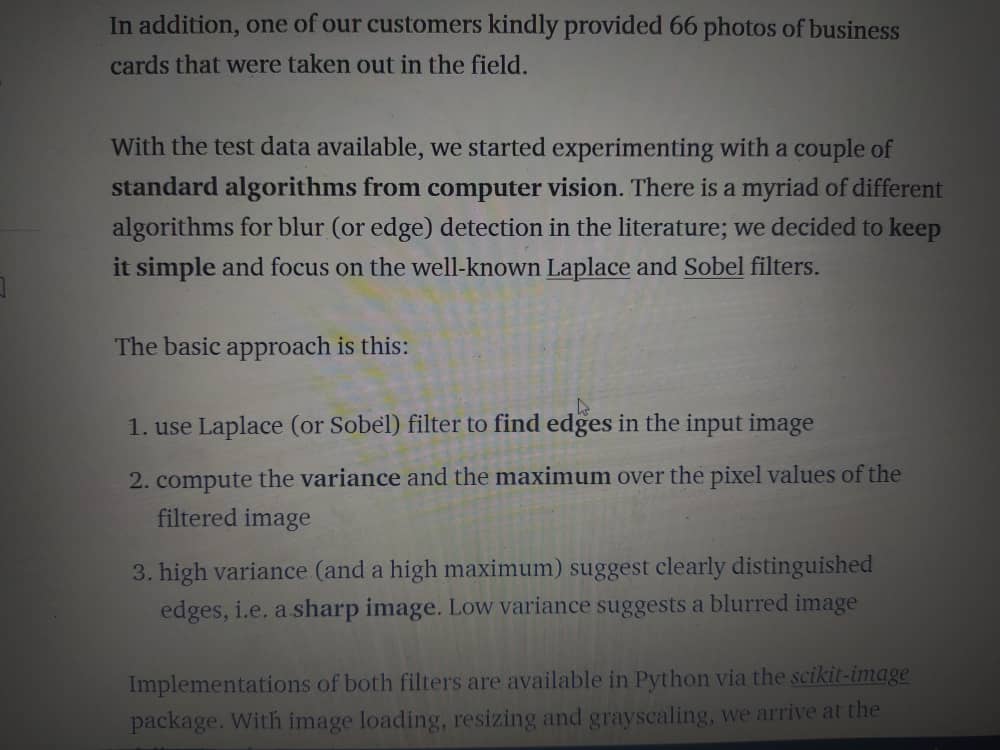 In addition, one of our customers kindly provided 66 photos of business
cards that were taken out in the field.
With the test data available, we started experimenting with a couple of
standard algorithms from computer vision. There is a myriad of different
algorithms for blur (or edge) detection in the literature; we decided to keep
it simple and focus on the well-known Laplace and Sobel filters.
The basic approach is this:
1. use Laplace (or Sobel) filter to find edges in the input image
2. compute the variance and the maximum over the pixel values of the
filtered image
3. high variance (and a high maximum) suggest clearly distinguished
edges, i.e. a sharp image. Low variance suggests a blurred image
Implementations of both filters are available in Python via the scikit-image
package. With image loading, resizing and grayscaling, we arrive at the